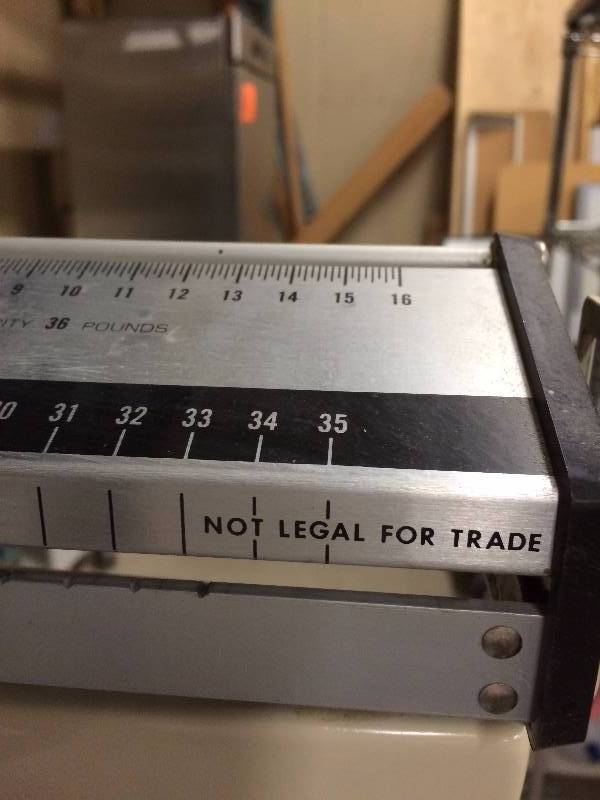 9 10 11 12 13 14 15 16
36 POUNDS
31 32 33 34 35
NOT LEGAL FOR TRADE